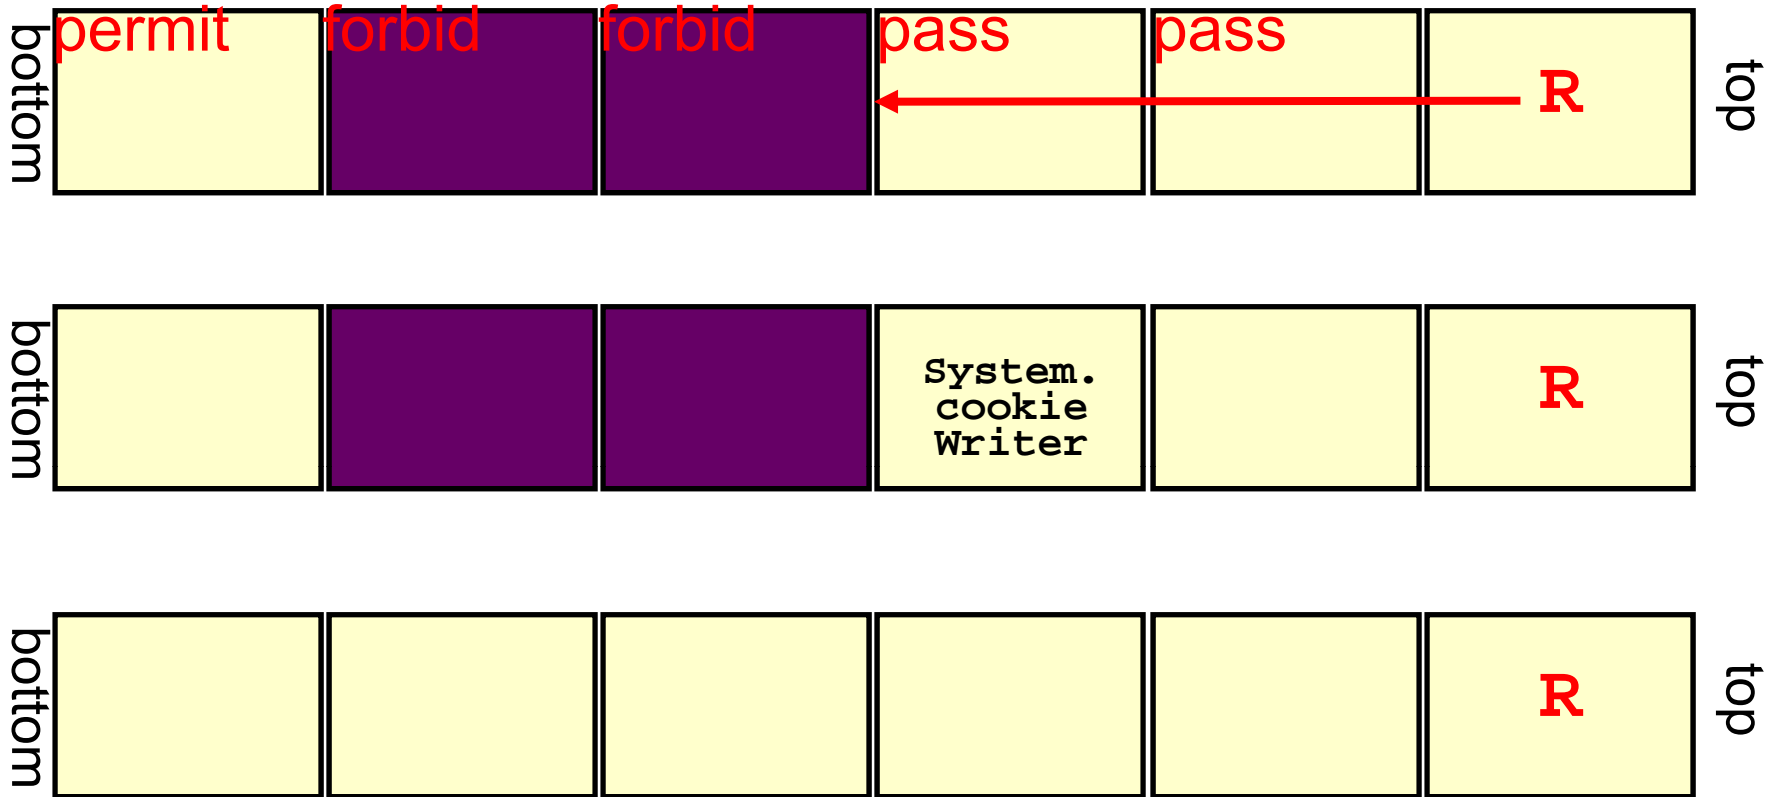 permit forbid forbid pass pass
bottom R top
bottom System. R top
cookie
Writer
bottom R top